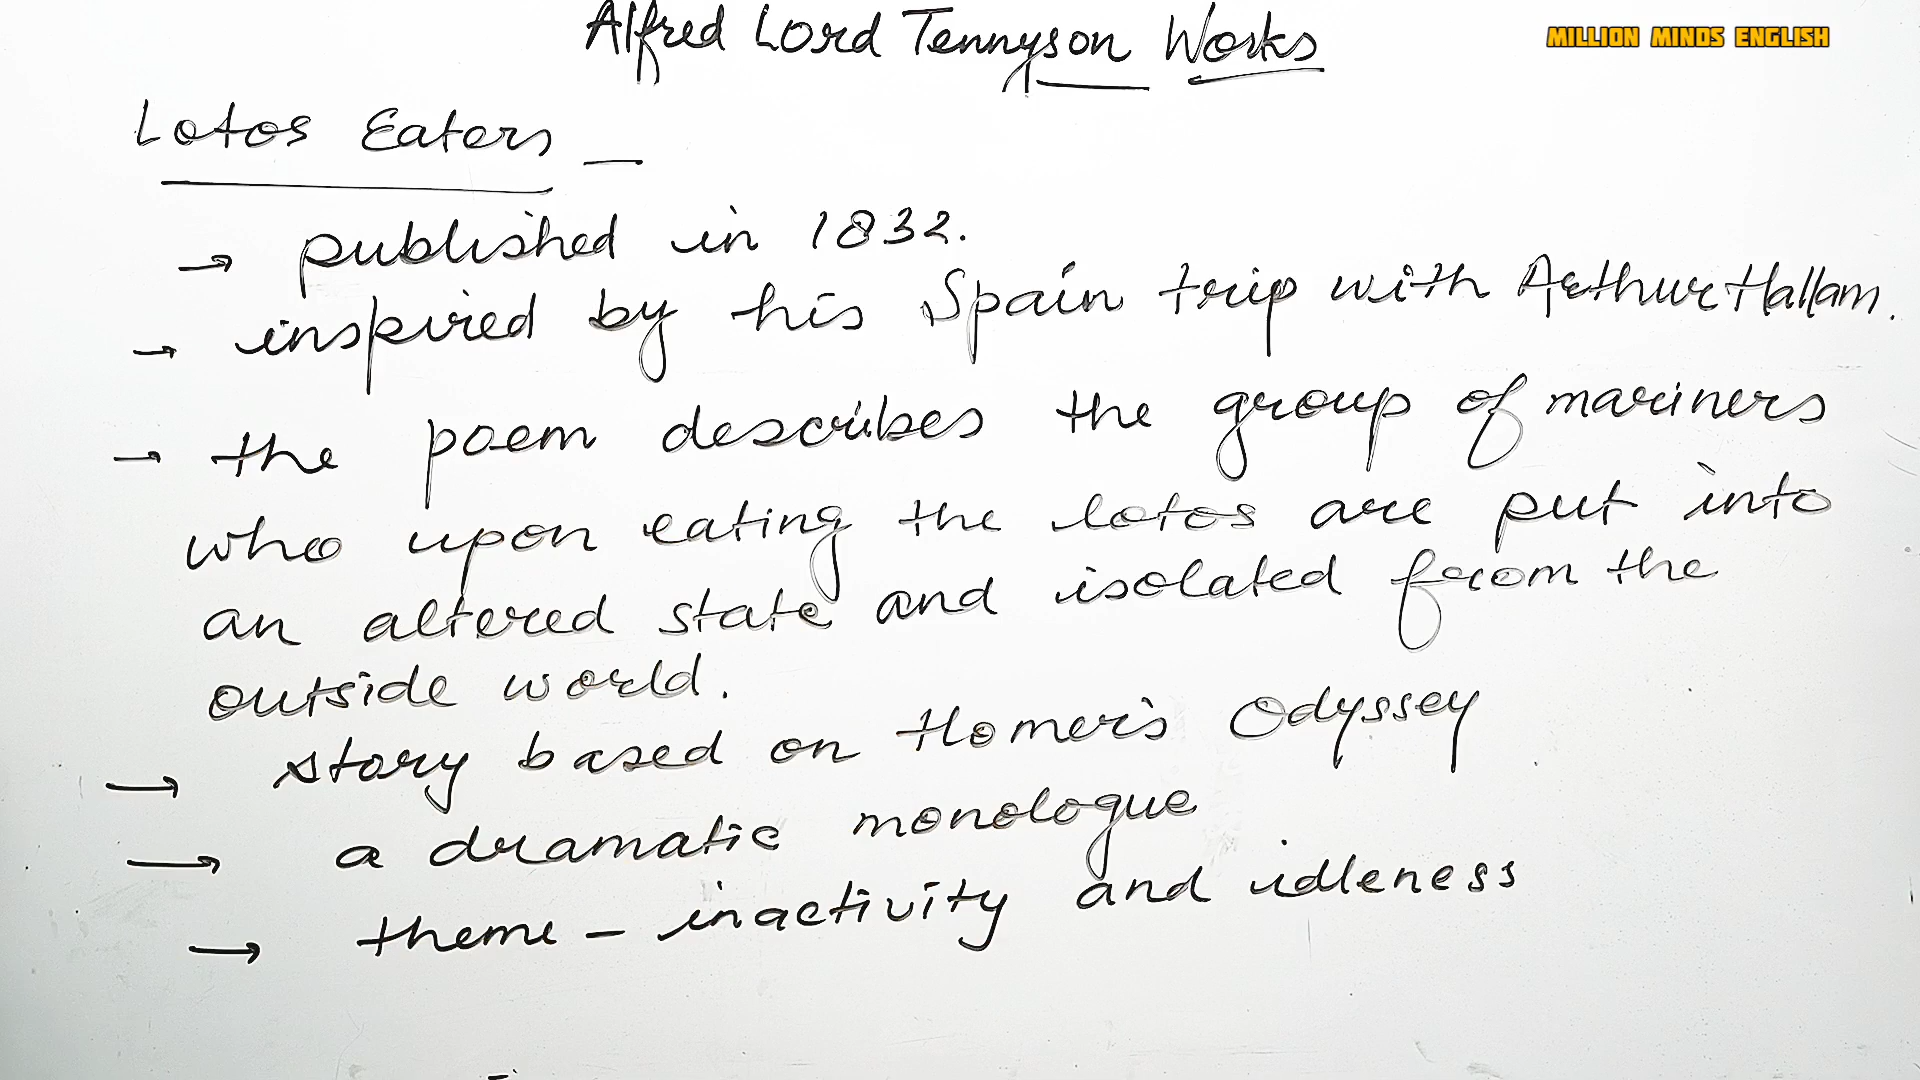 Alfred Lord Tennyson Works
MILLION MINDS ENGLISH
Lotos Eaters –
→ published in 1832.
→ inspired by his Spain trip with Arthur Hallam.
→ the poem describes the group of mariners
who upon eating the lotos are put into
an altered state and isolated from the
outside world.
→ story based on Homer's Odyssey
→ a dramatic monologue
→ theme – inactivity and idleness